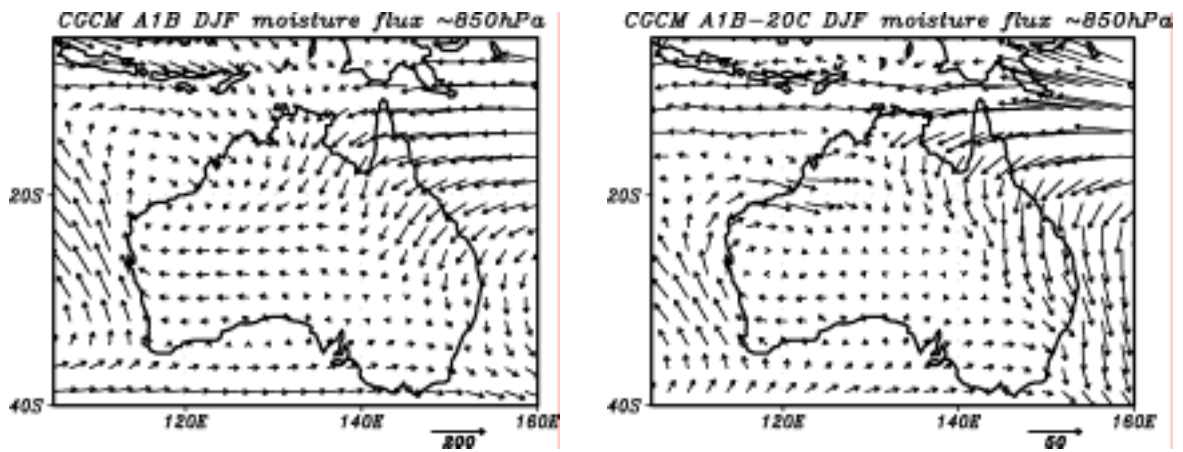 CGCM A1B DJF moisture flux ~850hPa
20S
40S
120E 140E 160E
200
CGCM A1B-20C DJF moisture flux ~850hPa
20S
40S
120E 140E 160E
50